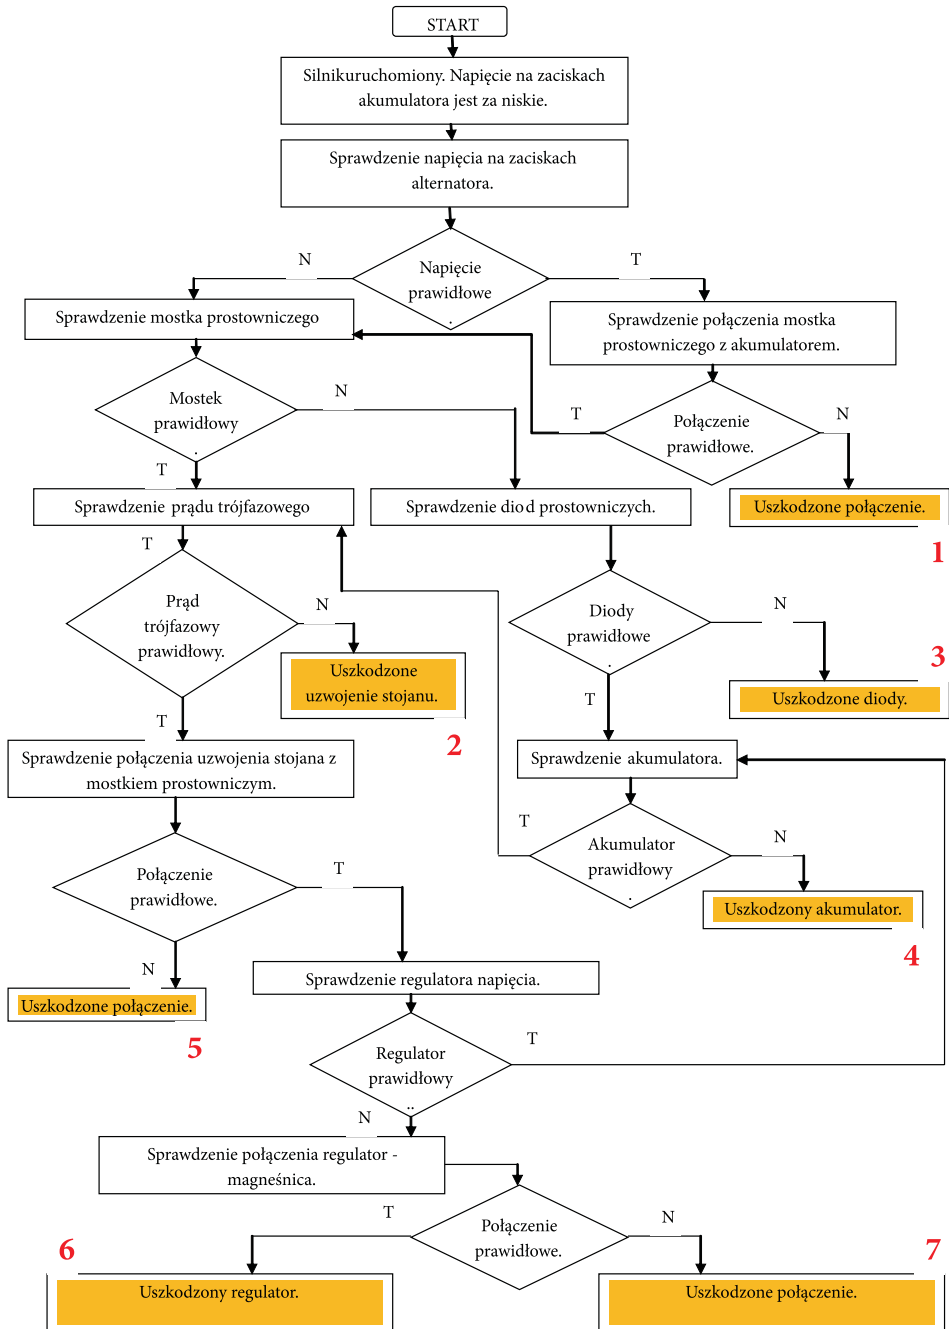 START
Silnikuruchomiony. Napięcie na zaciskach
akumulatora jest za niskie.
Sprawdzenie napięcia na zaciskach
alternatora.
N
T
Napięcie
prawidłowe
.
Sprawdzenie mostka prostowniczego
Sprawdzenie połączenia mostka
prostowniczego z akumulatorem.
Mostek
prawidłowy
.
N
T
T
Połączenie
prawidłowe.
N
Sprawdzenie prądu trójfazowego
Sprawdzenie diod prostowniczych.
Uszkodzone połączenie.
1
T
Prąd
trójfazowy
prawidłowy.
N
Uszkodzone
uzwojenie stojanu.
2
Diody
prawidłowe
.
N
3
Uszkodzone diody.
T
T
Sprawdzenie połączenia uzwojenia stojana z
mostkiem prostowniczym.
Sprawdzenie akumulatora.
T
Akumulator
prawidłowy
.
N
Uszkodzony akumulator.
4
Połączenie
prawidłowe.
T
N
Uszkodzone połączenie.
5
Sprawdzenie regulatora napięcia.
Regulator
prawidłowy
..
T
N
Sprawdzenie połączenia regulator -
magneśnica.
T
Połączenie
prawidłowe.
N
6
Uszkodzony regulator.
7
Uszkodzone połączenie.